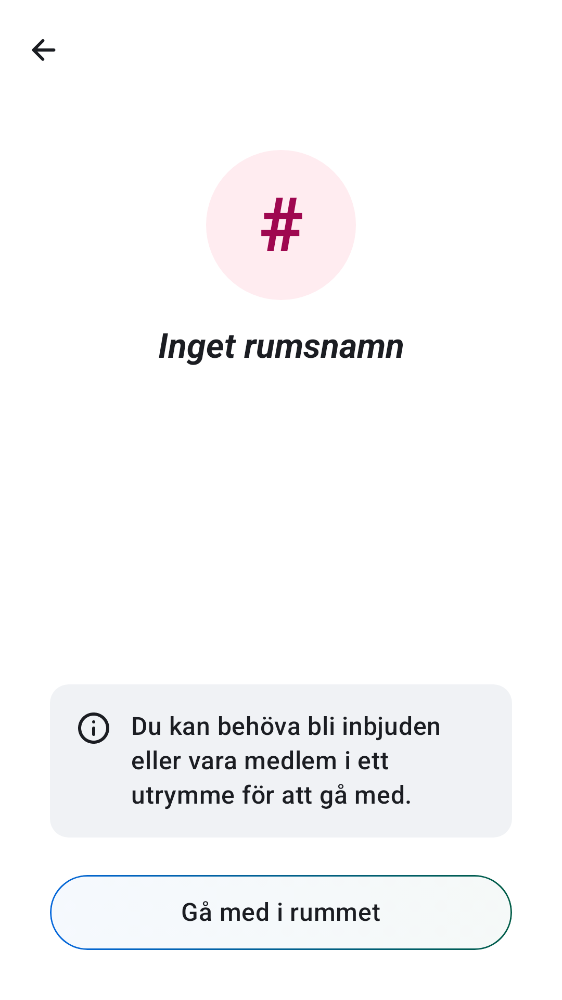 #
Inget rumsnamn
Du kan behöva bli inbjuden
eller vara medlem i ett
utrymme för att gå med.
Gå med i rummet